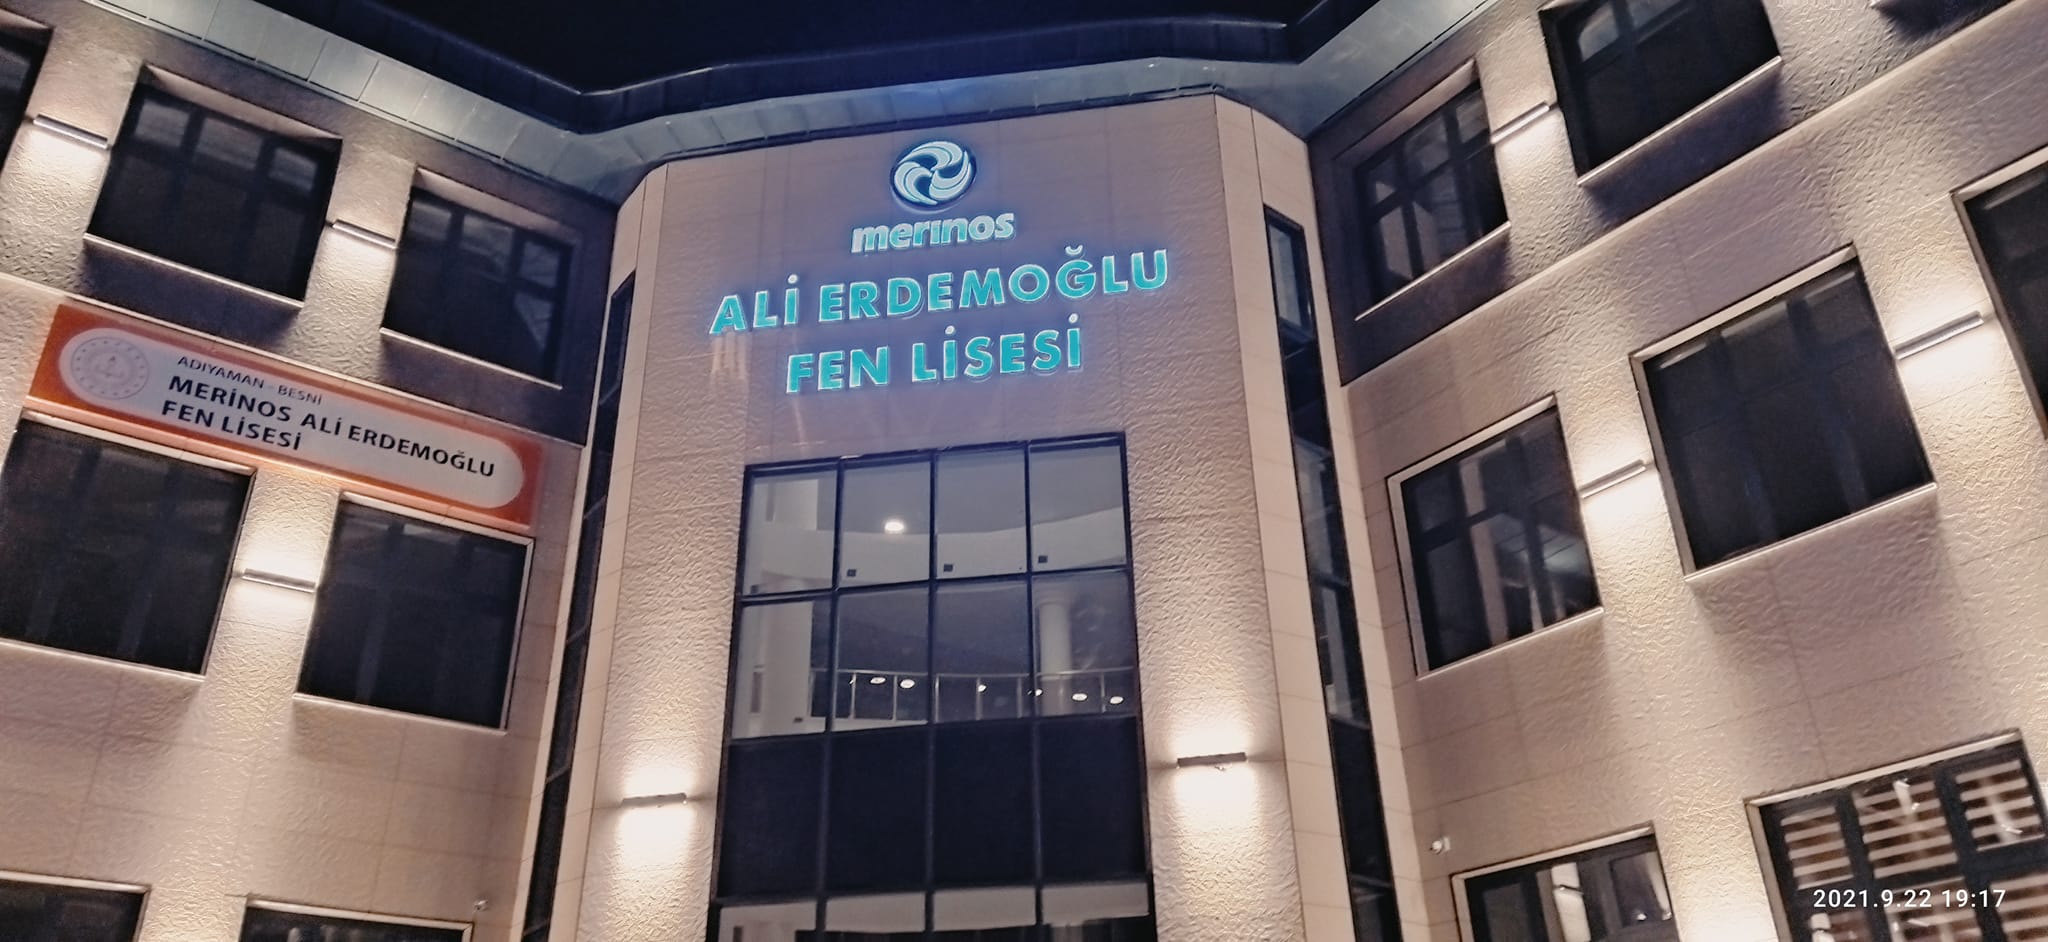 merinos
ALİ ERDEMOĞLU
FEN LİSESİ
ADIYAMAN - BESNİ
MERİNOS ALİ ERDEMOĞLU
FEN LİSESİ
2021.9.22 19:17